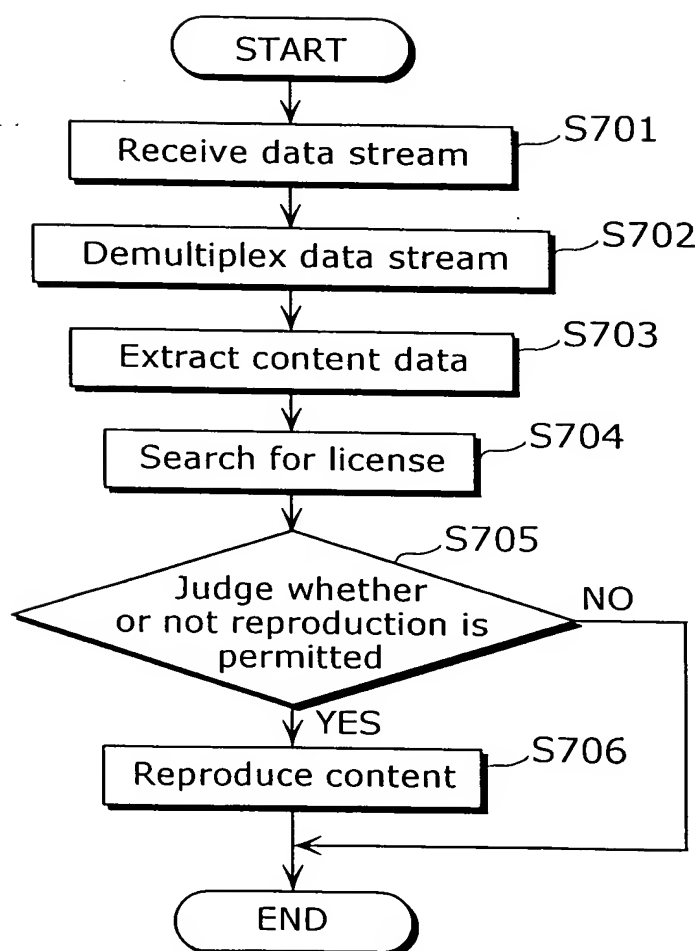 START
Receive data stream
S701
Demultiplex data stream
S702
Extract content data
S703
Search for license
S704
S705
Judge whether
or not reproduction is
permitted
NO
YES
Reproduce content
S706
END